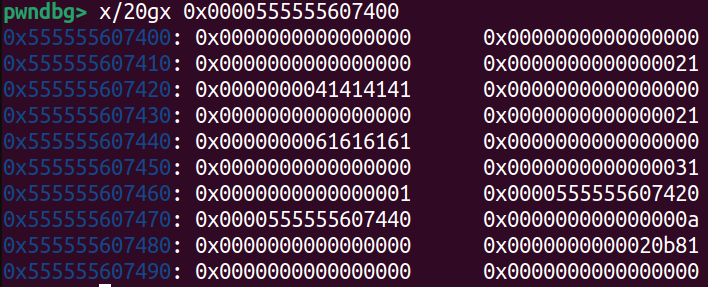 pwndbg> x/20gx 0x0000555555607400
0x555555607400: 0x0000000000000000 0x0000000000000000
0x555555607410: 0x0000000000000000 0x0000000000000021
0x555555607420: 0x0000000041414141 0x0000000000000000
0x555555607430: 0x0000000000000000 0x0000000000000021
0x555555607440: 0x0000000061616161 0x0000000000000000
0x555555607450: 0x0000000000000000 0x0000000000000031
0x555555607460: 0x0000000000000001 0x0000555555607420
0x555555607470: 0x0000555555607440 0x000000000000000a
0x555555607480: 0x0000000000000000 0x0000000000020b81
0x555555607490: 0x0000000000000000 0x0000000000000000